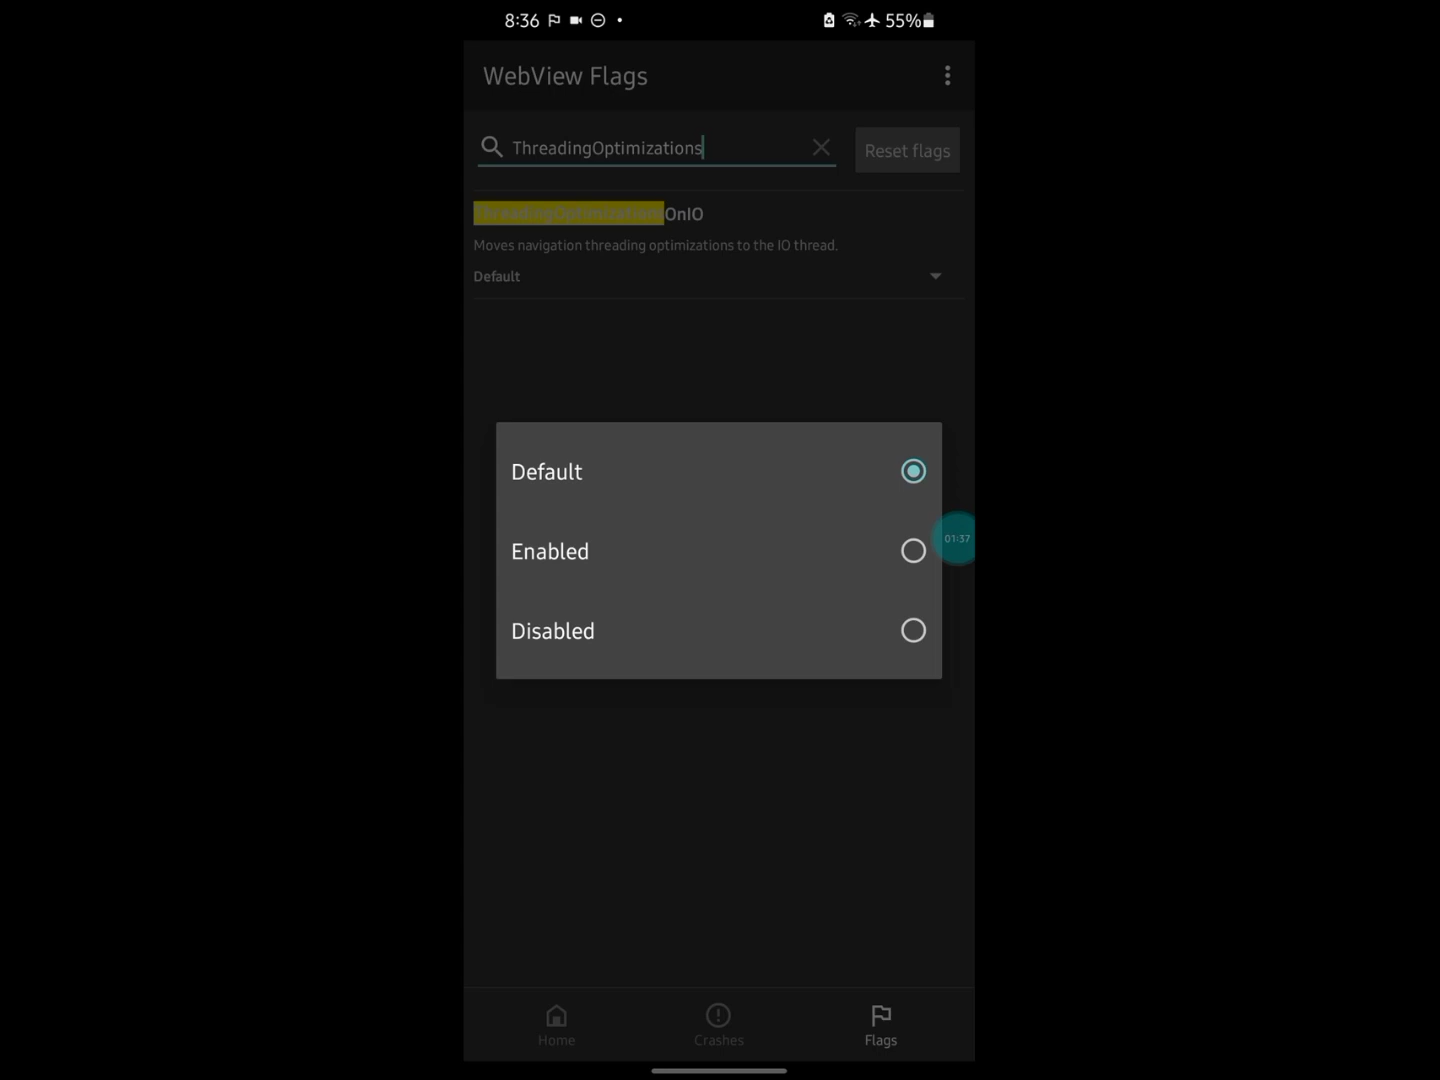 8:36
55%
WebView Flags
ThreadingOptimizations
Reset flags
ThreadingOptimizationsOnIO
Moves navigation threading optimizations to the IO thread.
Default
Default
Enabled
01:37
Disabled
Home
Crashes
Flags